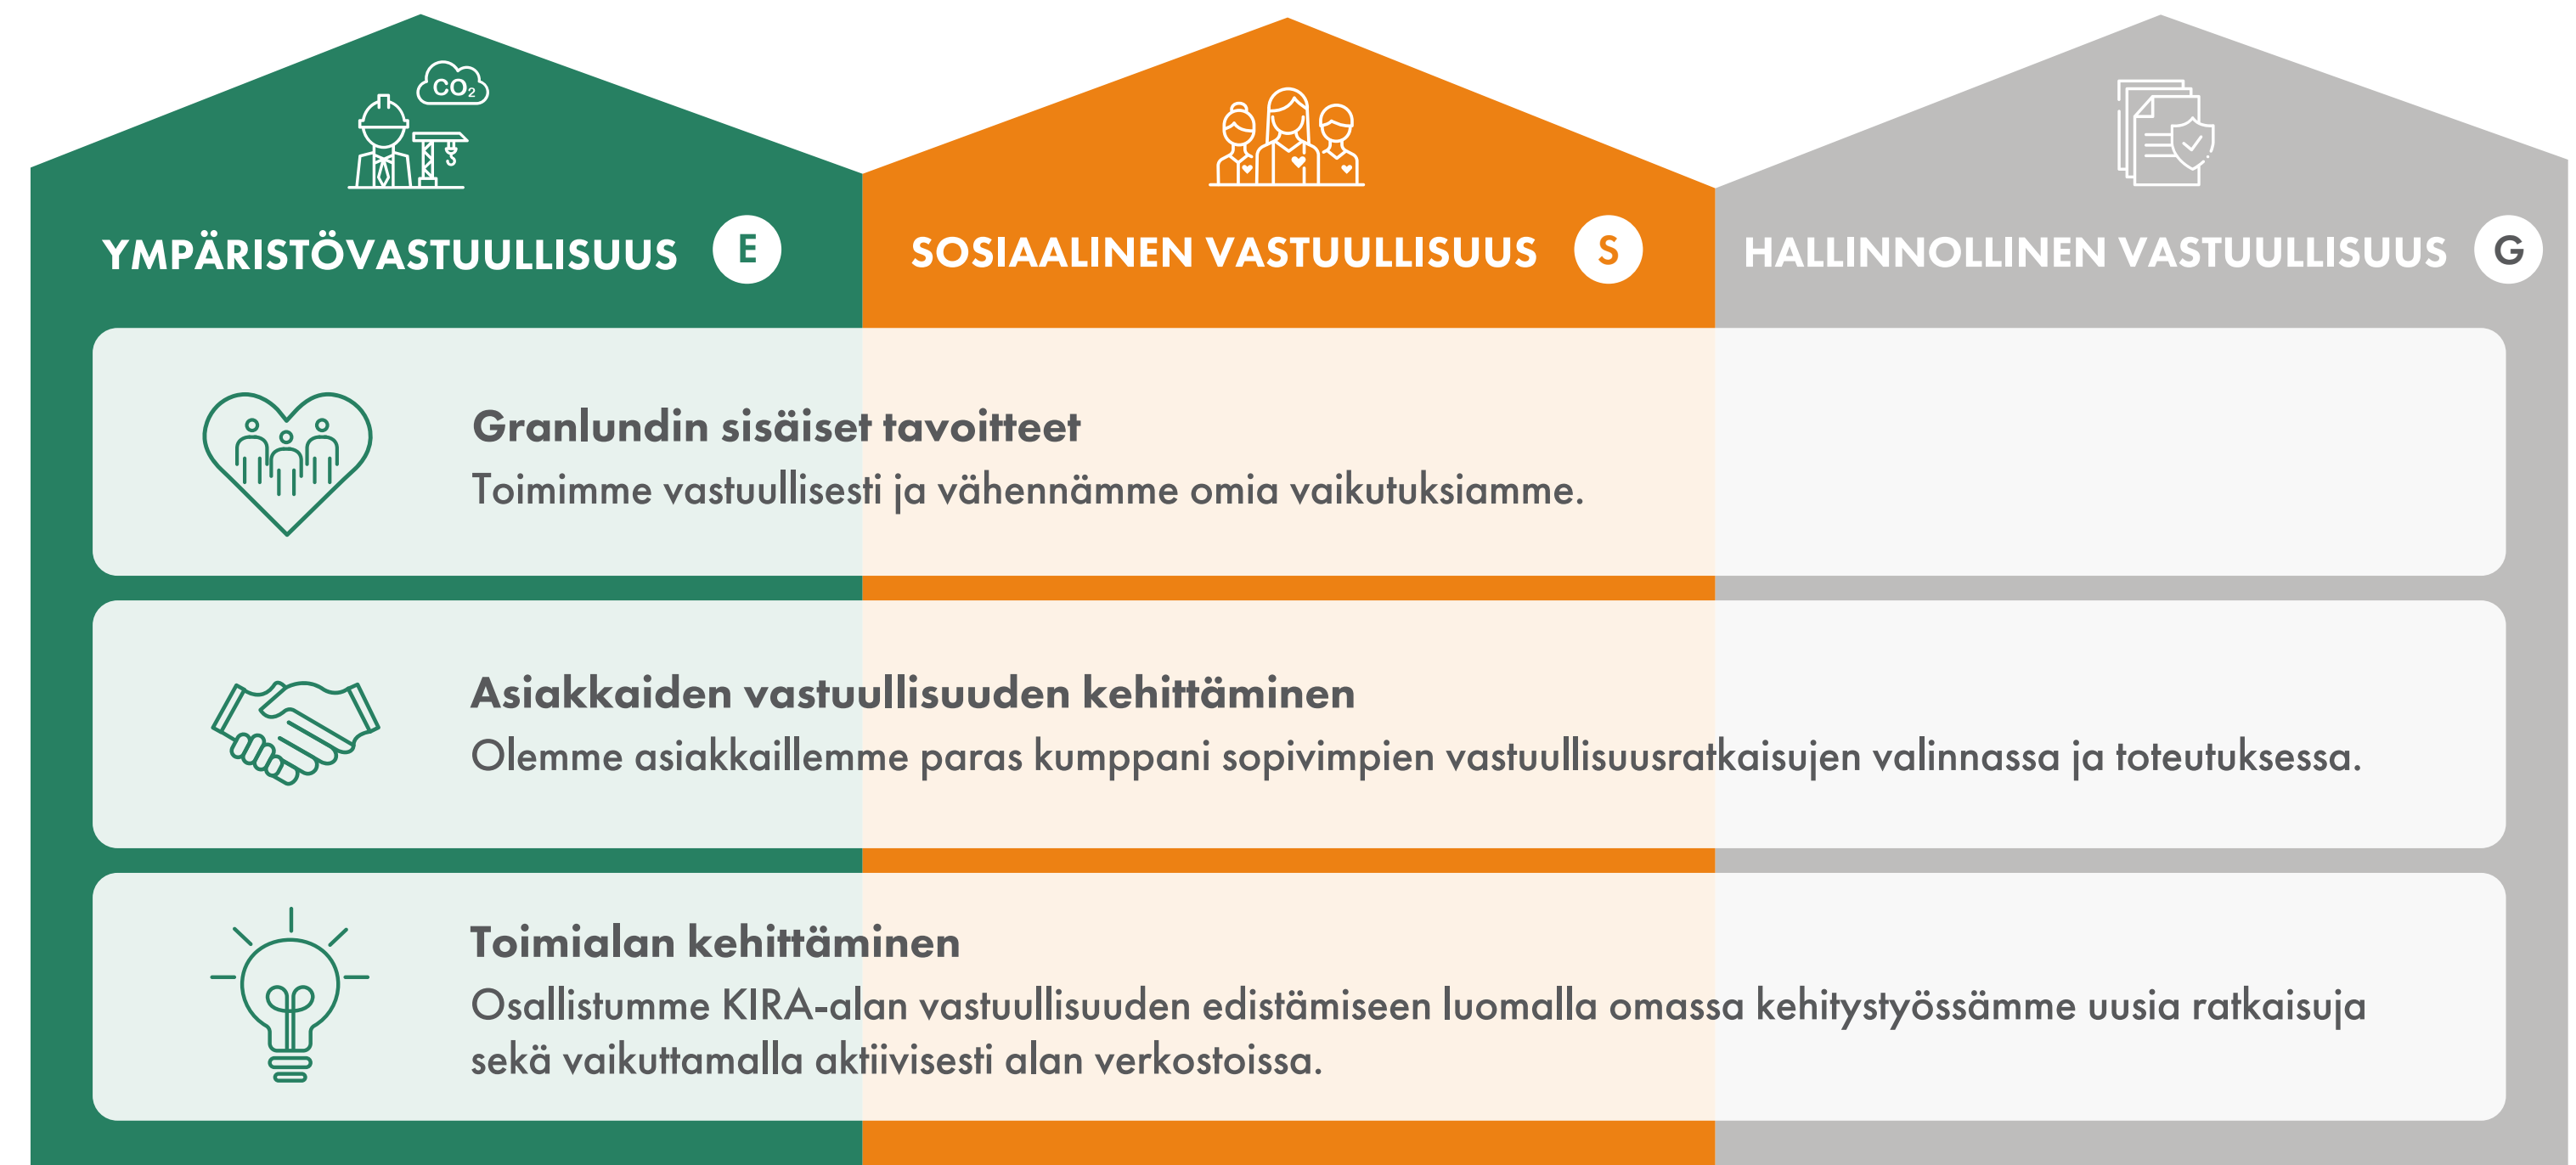 CO₂
YMPÄRISTÖVASTUULLISUUS E
SOSIAALINEN VASTUULLISUUS S
HALLINNOLLINEN VASTUULLISUUS G
Granlundin sisäiset tavoitteet
Toimimme vastuullisesti ja vähennämme omia vaikutuksiamme.
Asiakkaiden vastuullisuuden kehittäminen
Olemme asiakkaillemme paras kumppani sopivimpien vastuullisuusratkaisujen valinnassa ja toteutuksessa.
Toimialan kehittäminen
Osallistumme KIRA-alan vastuullisuuden edistämiseen luomalla omassa kehitystyössämme uusia ratkaisuja
sekä vaikuttamalla aktiivisesti alan verkostoissa.